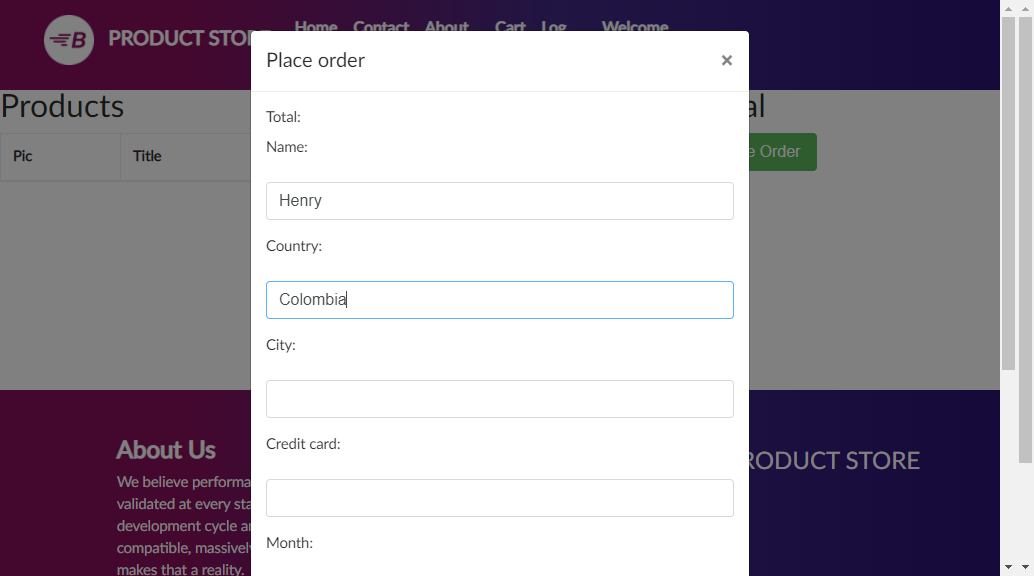 PRODUCT STOR
Home Contact About Cart Log Welcome
Place order
×
Products
al
Pic Title
e Order
Total:
Name:
Henry
Country:
Colombia
City:
Credit card:
Month:
About Us
We believe performa
validated at every sta
development cycle a
compatible, massivel
makes that a reality.
RODUCT STORE